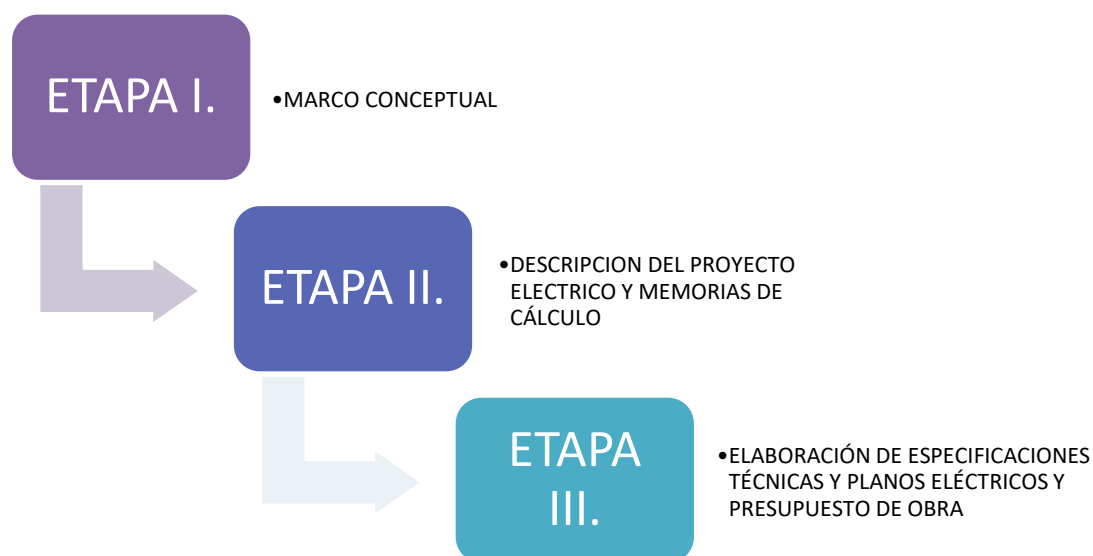 ETAPA I.
•MARCO CONCEPTUAL
ETAPA II.
•DESCRIPCION DEL PROYECTO
ELECTRICO Y MEMORIAS DE
CÁLCULO
ETAPA
III.
•ELABORACIÓN DE ESPECIFICACIONES
TÉCNICAS Y PLANOS ELÉCTRICOS Y
PRESUPUESTO DE OBRA